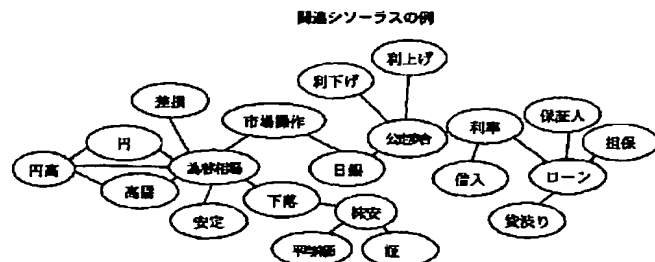 関連シソーラスの例
利上げ
利下げ
差損
市場操作
公定歩合
利率
保証人
担保
円
円高
為替相場
日銀
借入
ローン
高騰
下落
株安
安定
貸渋り
平均株価